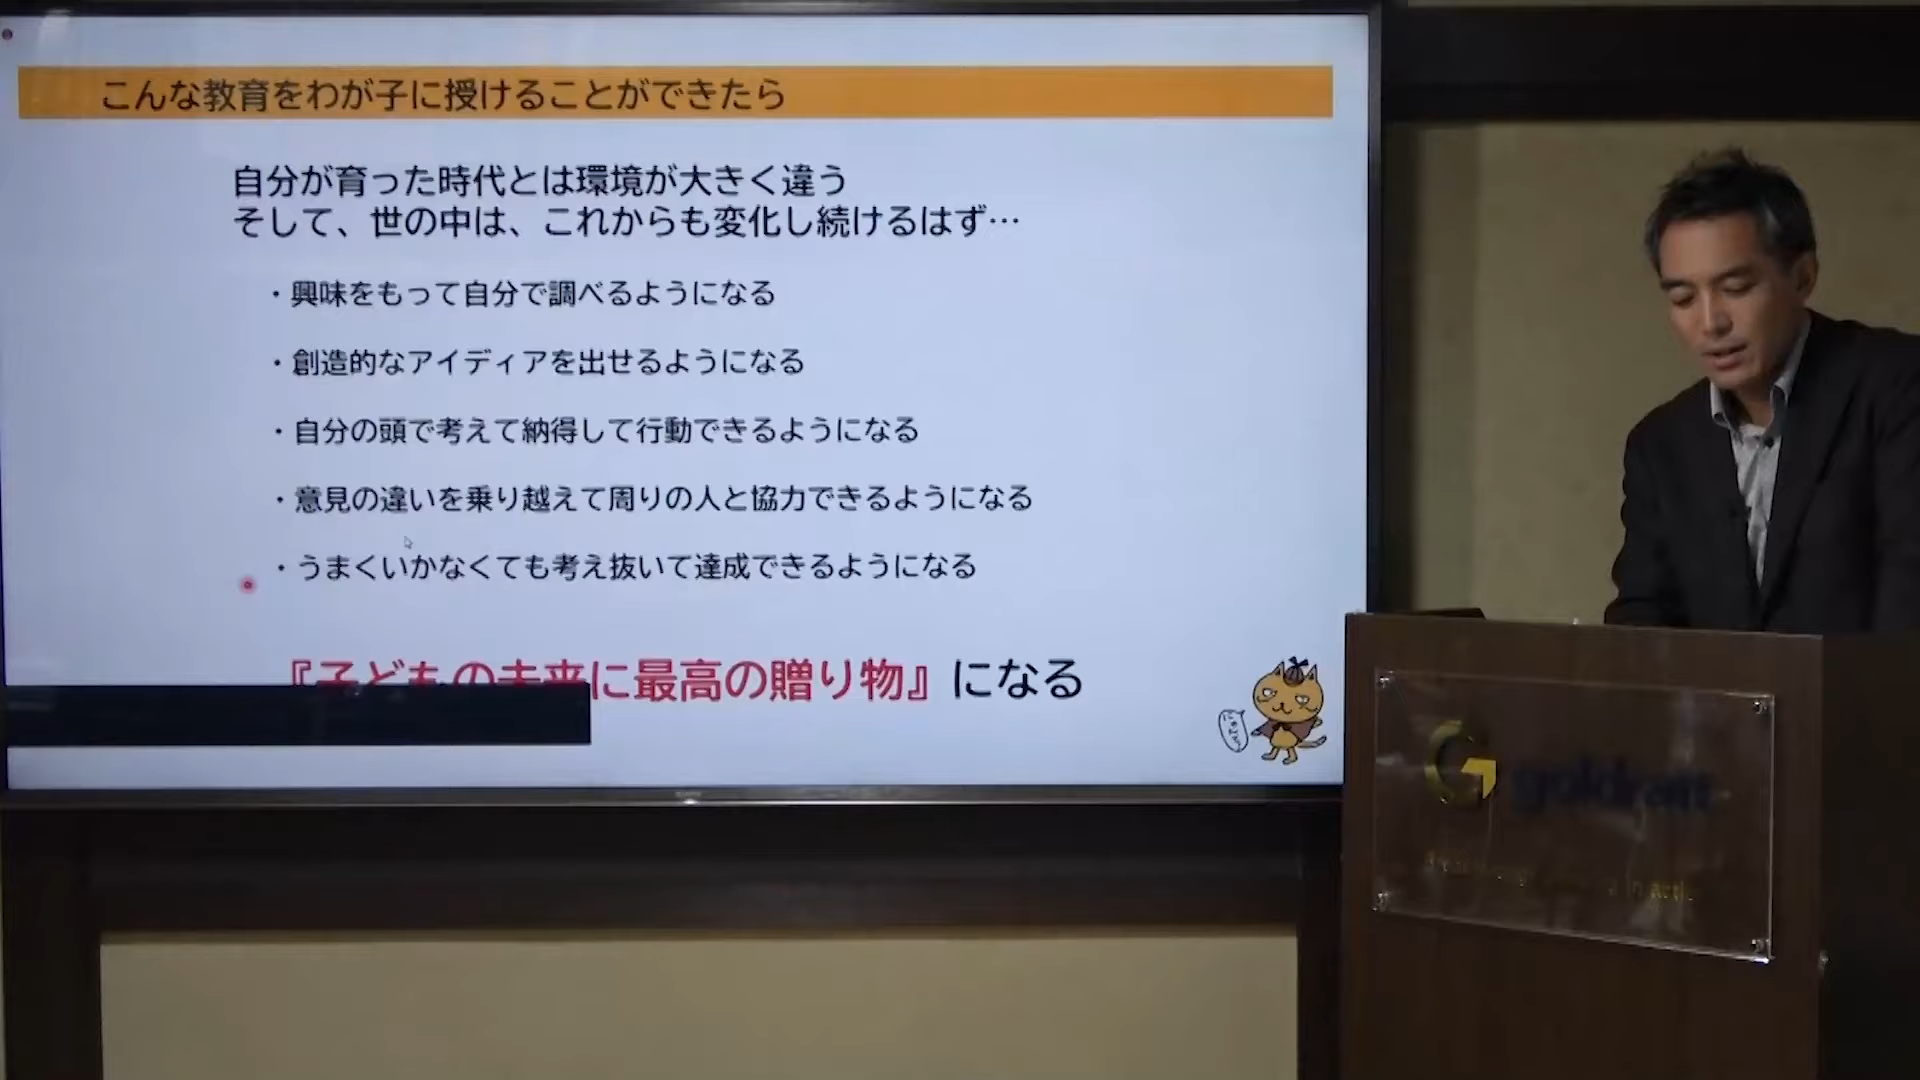 こんな教育をわが子に授けることができたら
自分が育った時代とは環境が大きく違う
そして、世の中は、これからも変化し続けるはず…
・興味をもって自分で調べるようになる
・創造的なアイディアを出せるようになる
・自分の頭で考えて納得して行動できるようになる
・意見の違いを乗り越えて周りの人と協力できるようになる
・うまくいかなくても考え抜いて達成できるようになる
『子どもの未来に最高の贈り物』になる
goldratt